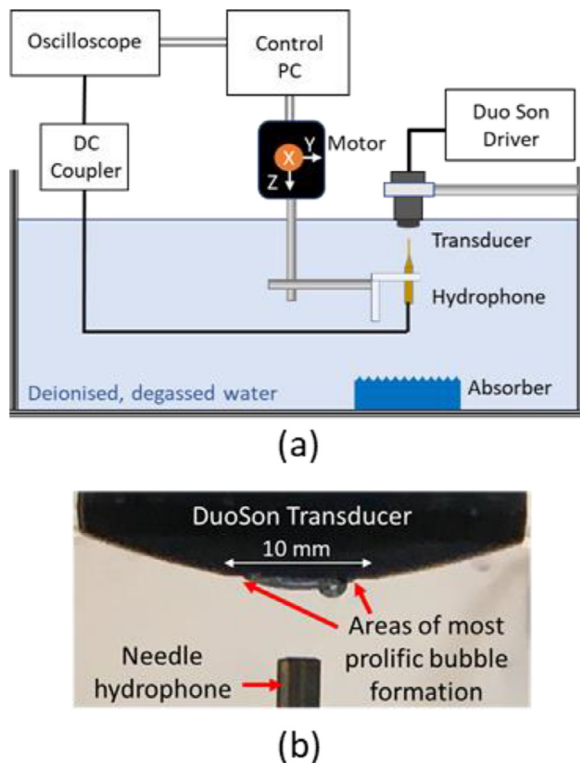 Oscilloscope
Control
PC
DC
Coupler
Duo Son
Driver
Motor
X
Y
Z
Transducer
Hydrophone
Deionised, degassed water
Absorber
(a)
DuoSon Transducer
10 mm
Areas of most
prolific bubble
formation
Needle
hydrophone
(b)